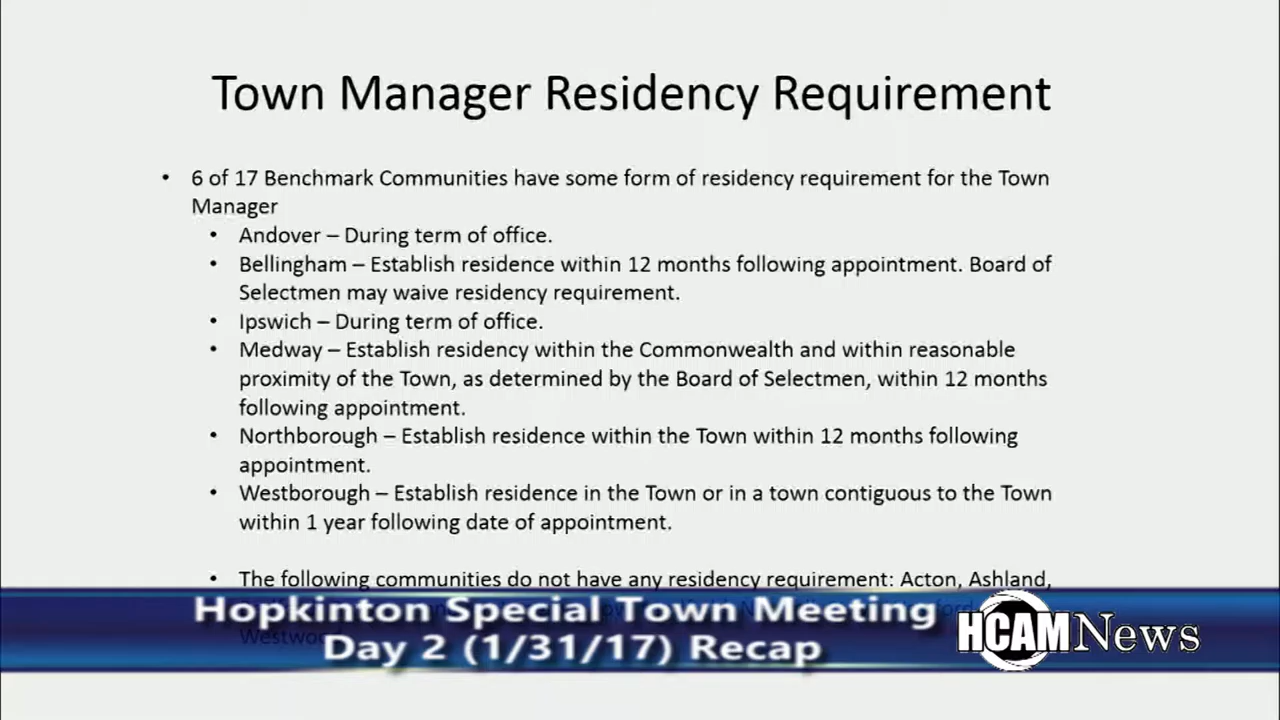 Town Manager Residency Requirement
• 6 of 17 Benchmark Communities have some form of residency requirement for the Town
Manager
• Andover – During term of office.
• Bellingham – Establish residence within 12 months following appointment. Board of
Selectmen may waive residency requirement.
• Ipswich – During term of office.
• Medway – Establish residency within the Commonwealth and within reasonable
proximity of the Town, as determined by the Board of Selectmen, within 12 months
following appointment.
• Northborough – Establish residence within the Town within 12 months following
appointment.
• Westborough – Establish residence in the Town or in a town contiguous to the Town
within 1 year following date of appointment.
• The following communities do not have any residency requirement: Acton, Ashland,
Hopkinton Special Town Meeting
Day 2 (1/31/17) Recap
HCAM News